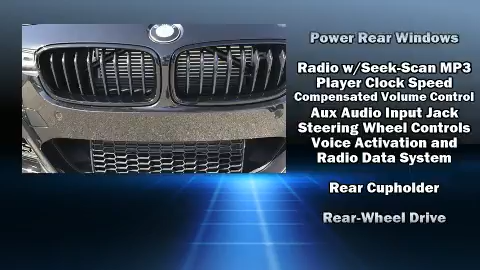 Power Rear Windows
Radio w/Seek-Scan MP3
Player Clock Speed
Compensated Volume Control
Aux Audio Input Jack
Steering Wheel Controls
Voice Activation and
Radio Data System
Rear Cupholder
Rear-Wheel Drive